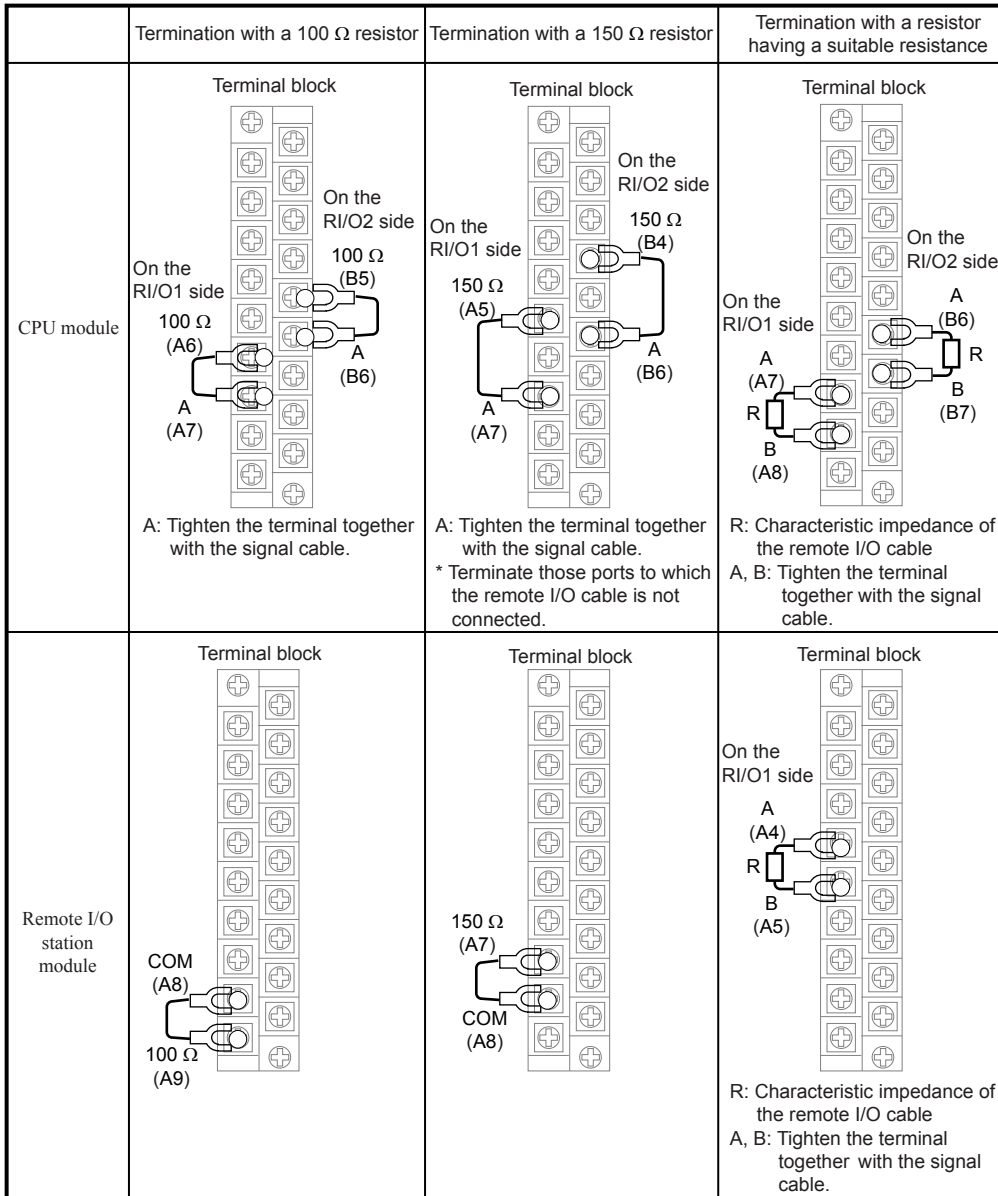 Termination with a 100 Ω resistor
Termination with a 150 Ω resistor
Termination with a resistor
having a suitable resistance
CPU module
Terminal block
On the
RI/O2 side
100 Ω
(B5)
On the
RI/O1 side
100 Ω
(A6)
A
(B6)
A
(A7)
A: Tighten the terminal together
with the signal cable.
Terminal block
On the
RI/O2 side
150 Ω
(B4)
On the
RI/O1 side
150 Ω
(A5)
A
(B6)
A
(A7)
A: Tighten the terminal together
with the signal cable.
* Terminate those ports to which
the remote I/O cable is not
connected.
Terminal block
On the
RI/O2 side
A
(B6)
R
B
(B7)
On the
RI/O1 side
A
(A7)
R
B
(A8)
R: Characteristic impedance of
the remote I/O cable
A, B: Tighten the terminal
together with the signal
cable.
Remote I/O
station
module
Terminal block
COM
(A8)
100 Ω
(A9)
Terminal block
150 Ω
(A7)
COM
(A8)
Terminal block
On the
RI/O1 side
A
(A4)
R
B
(A5)
R: Characteristic impedance of
the remote I/O cable
A, B: Tighten the terminal
together with the signal
cable.